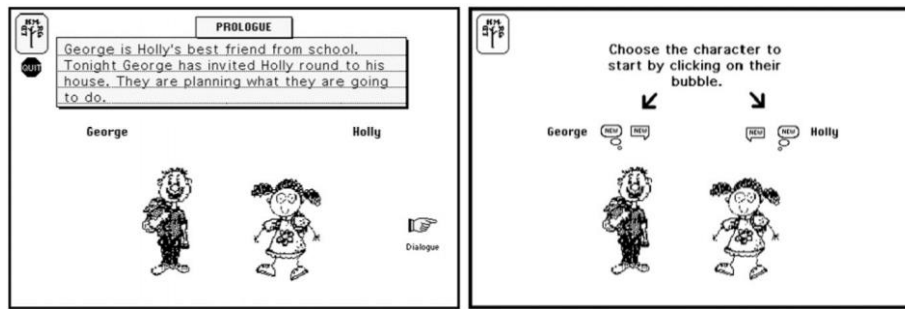 PROLOGUE
George is Holly's best friend from school.
Tonight George has invited Holly round to his
house. They are planning what they are going
to do.
QUIT
George
Holly
Dialogue
Choose the character to
start by clicking on their
bubble.
George NEW NEW NEW NEW Holly